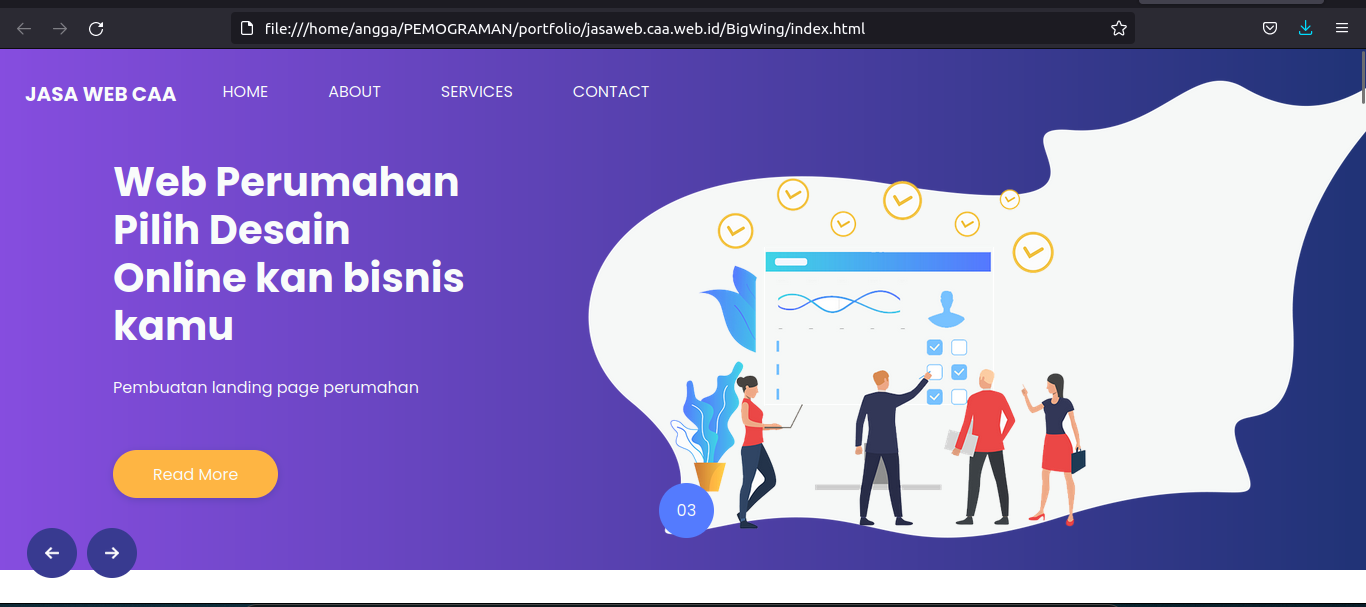 file:///home/angga/PEMOGRAMAN/portfolio/jasaweb.caa.web.id/BigWing/index.html
JASA WEB CAA HOME ABOUT SERVICES CONTACT
Web Perumahan
Pilih Desain
Online kan bisnis
kamu
Pembuatan landing page perumahan
Read More
03